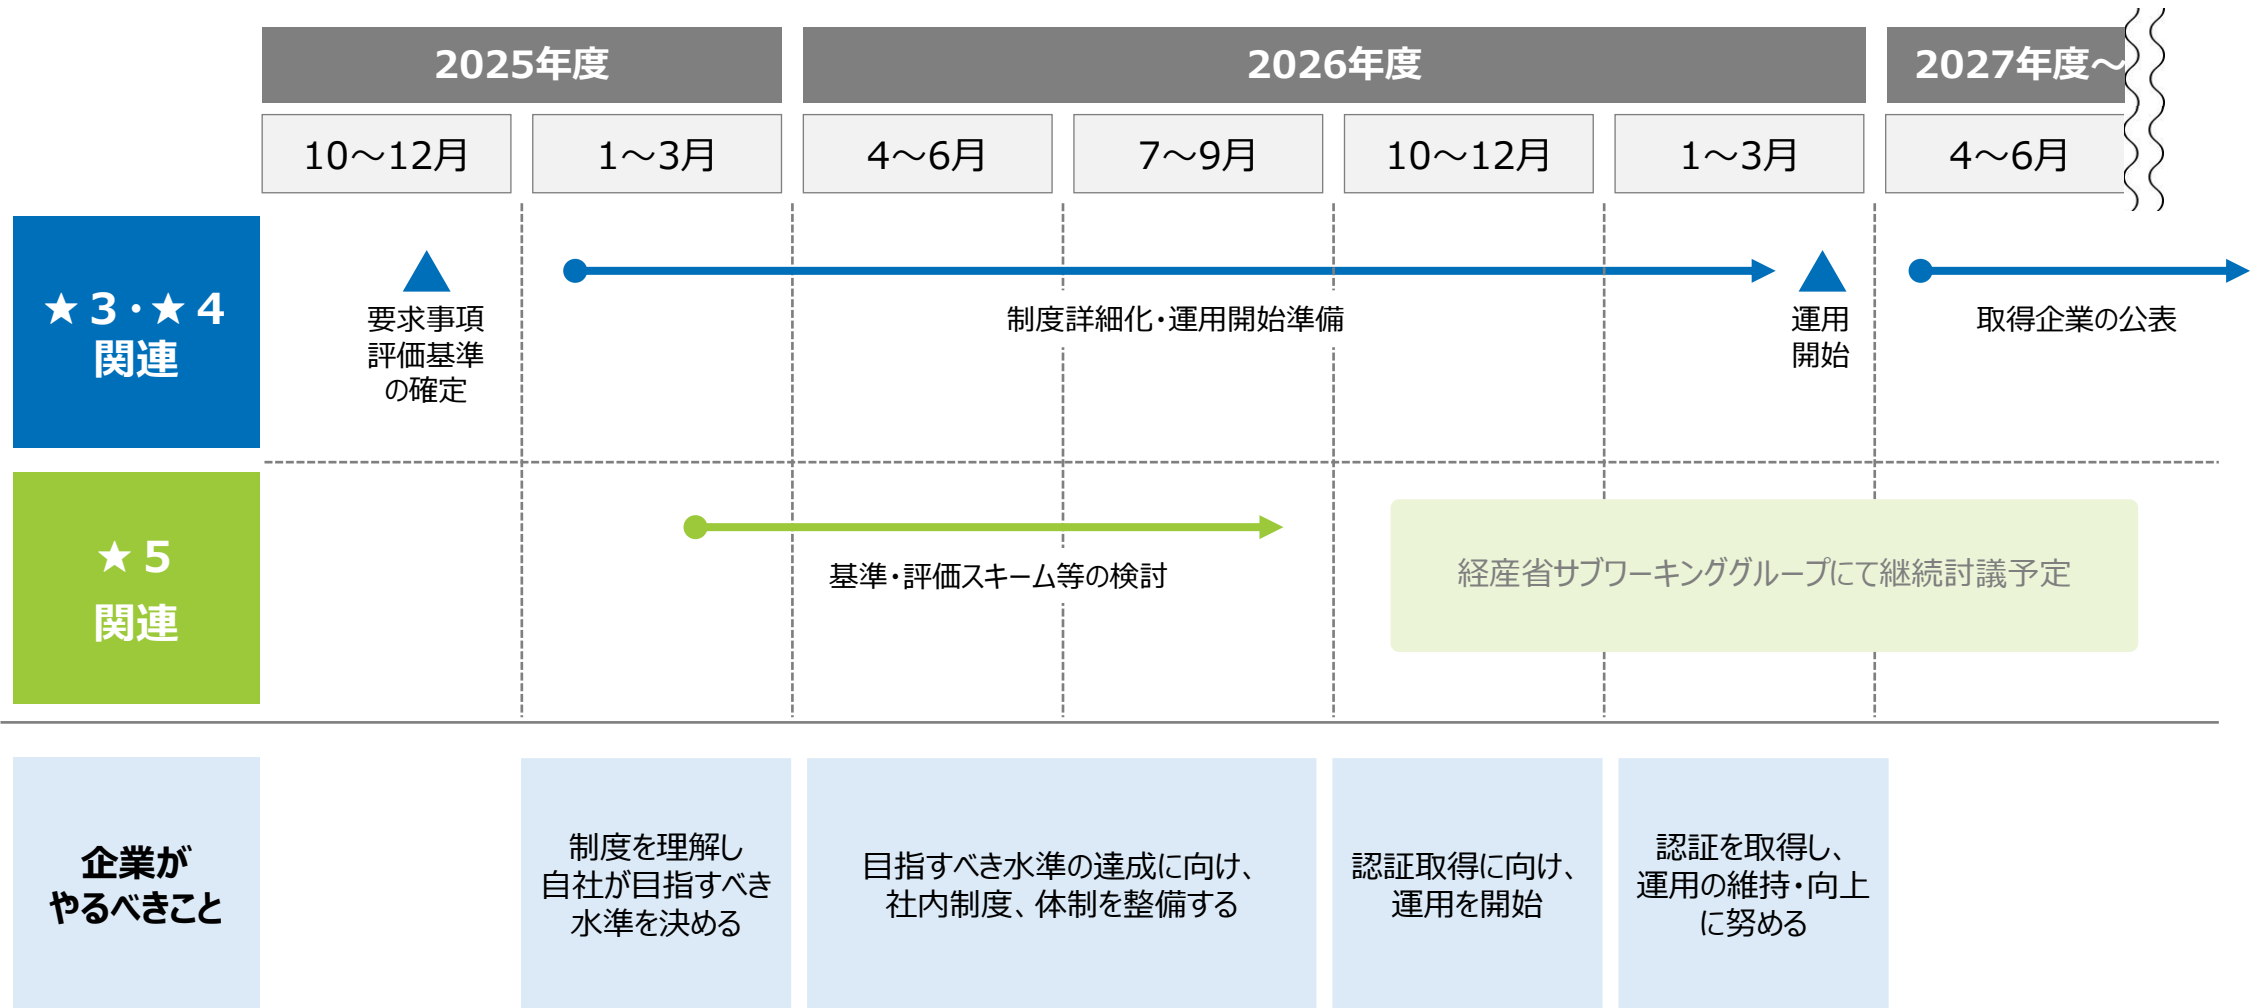 2025年度
2026年度
2027年度～
10～12月
1～3月
4～6月
7～9月
10～12月
1～3月
4～6月
★３・★４
関連
要求事項
評価基準
の確定
制度詳細化・運用開始準備
運用
開始
取得企業の公表
★５
関連
基準・評価スキーム等の検討
経産省サブワーキンググループにて継続討議予定
企業が
やるべきこと
制度を理解し
自社が目指すべき
水準を決める
目指すべき水準の達成に向け、
社内制度、体制を整備する
認証取得に向け、
運用を開始
認証を取得し、
運用の維持・向上
に努める